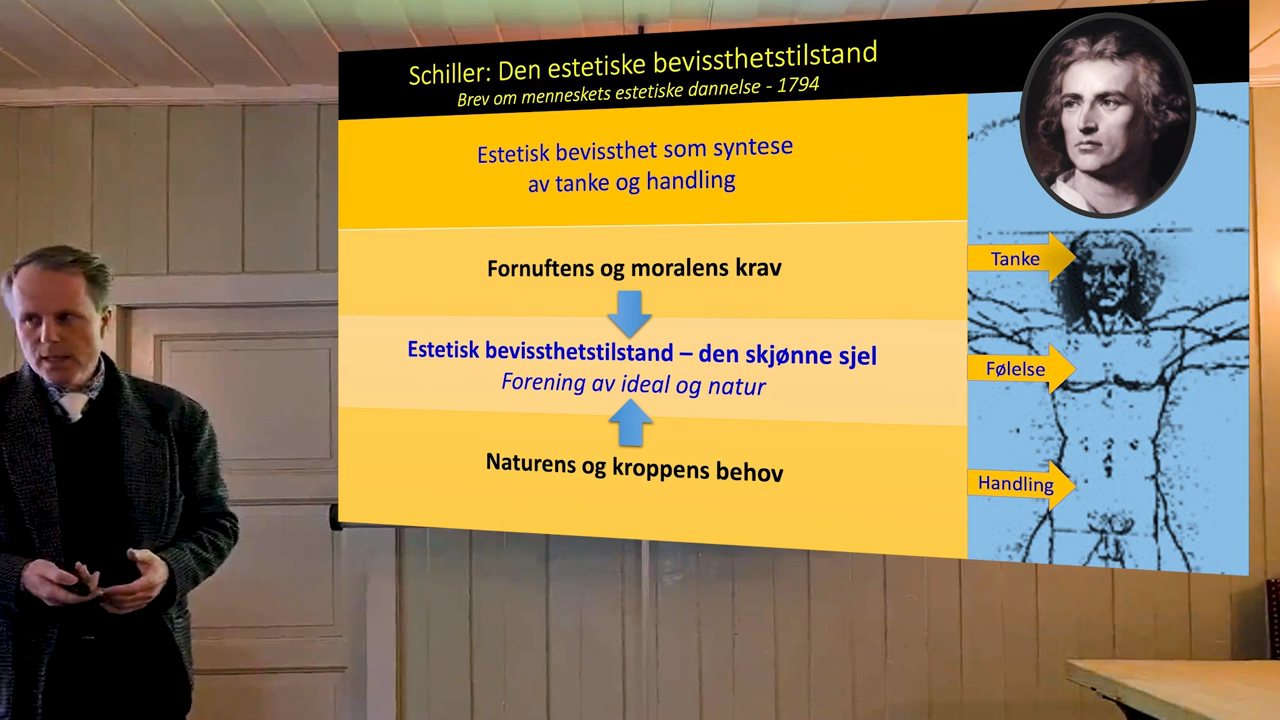 Schiller: Den estetiske bevissthetstilstand
Brev om menneskets estetiske dannelse - 1794
Estetisk bevissthet som syntese
av tanke og handling
Fornuftens og moralens krav
Estetisk bevissthetstilstand – den skjønne sjel
Forening av ideal og natur
Naturens og kroppens behov
Tanke
Følelse
Handling